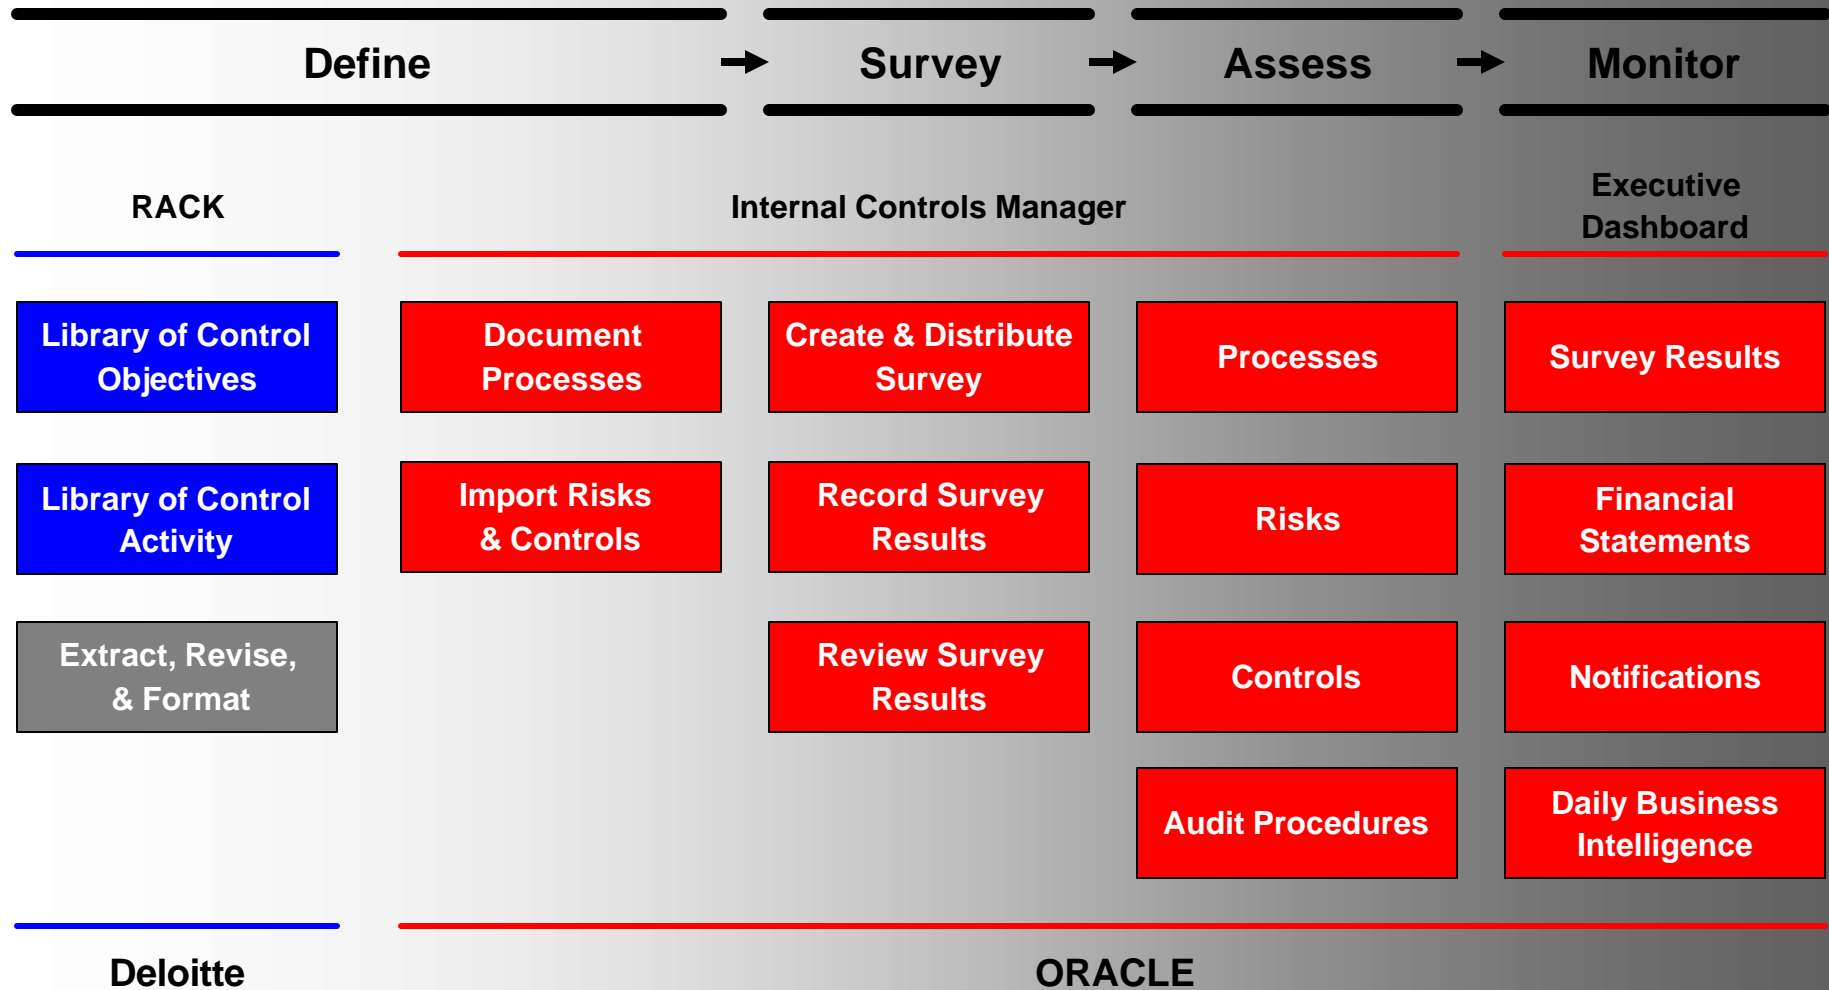 Define
Survey
Assess
Monitor
RACK
Internal Controls Manager
Executive
Dashboard
Library of Control
Objectives
Document
Processes
Create & Distribute
Survey
Processes
Survey Results
Library of Control
Activity
Import Risks
& Controls
Record Survey
Results
Risks
Financial
Statements
Extract, Revise,
& Format
Review Survey
Results
Controls
Notifications
Audit Procedures
Daily Business
Intelligence
Deloitte
ORACLE